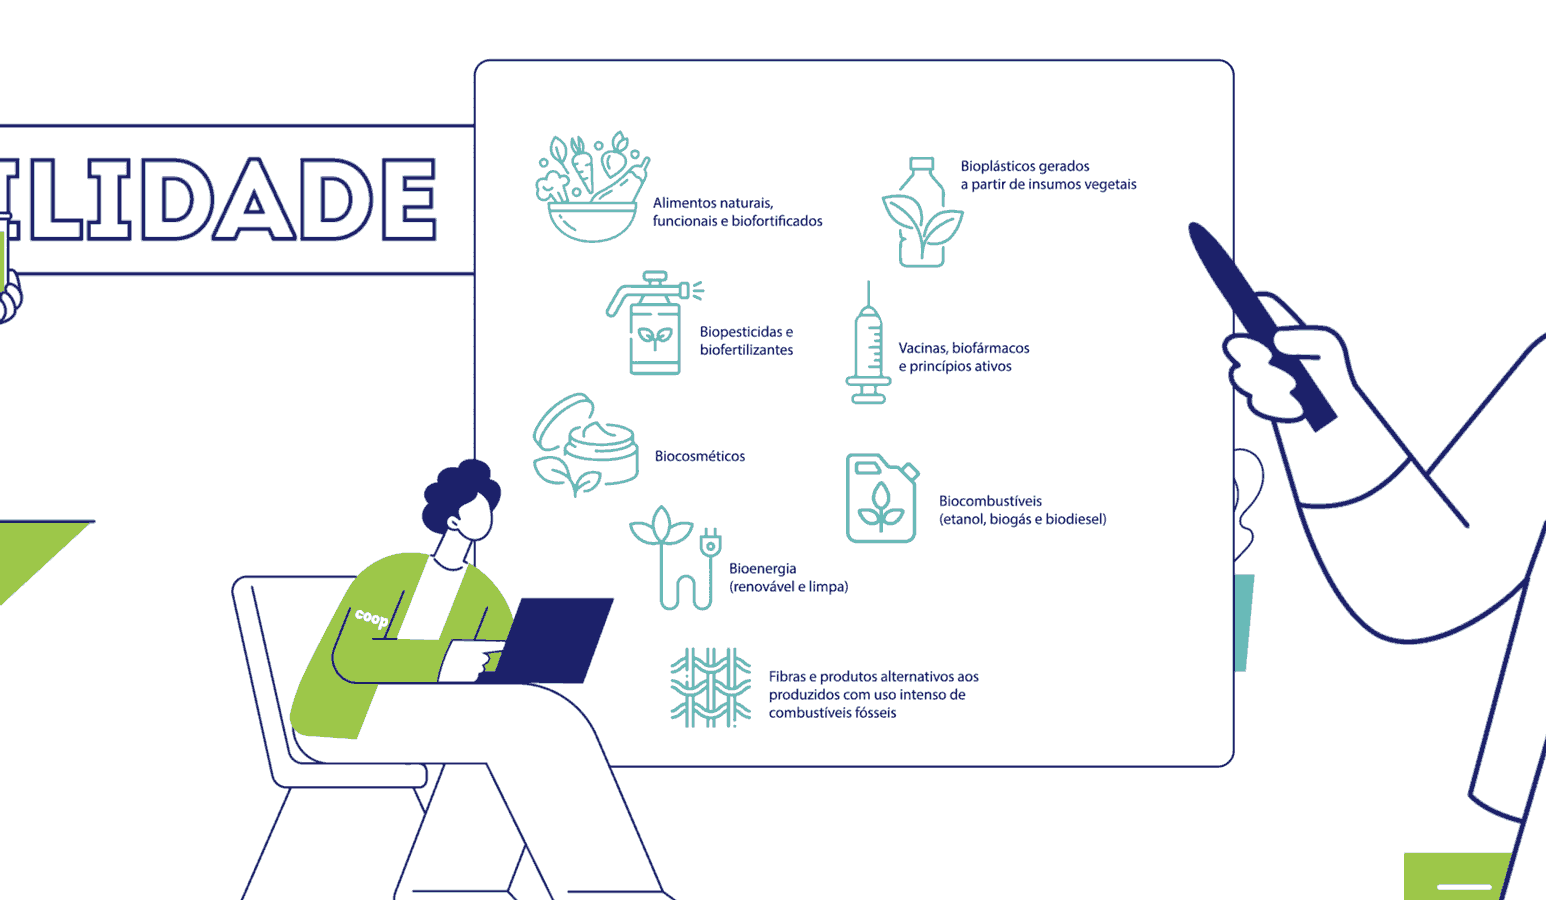 ILIDADE
Alimentos naturais,
funcionais e biofortificados
Bioplásticos gerados
a partir de insumos vegetais
Biopesticidas e
biofertilizantes
Vacinas, biofármacos
e princípios ativos
Biocosméticos
Biocombustíveis
(etanol, biogás e biodiesel)
Bioenergia
(renovável e limpa)
coop
Fibras e produtos alternativos aos
produzidos com uso intenso de
combustíveis fósseis